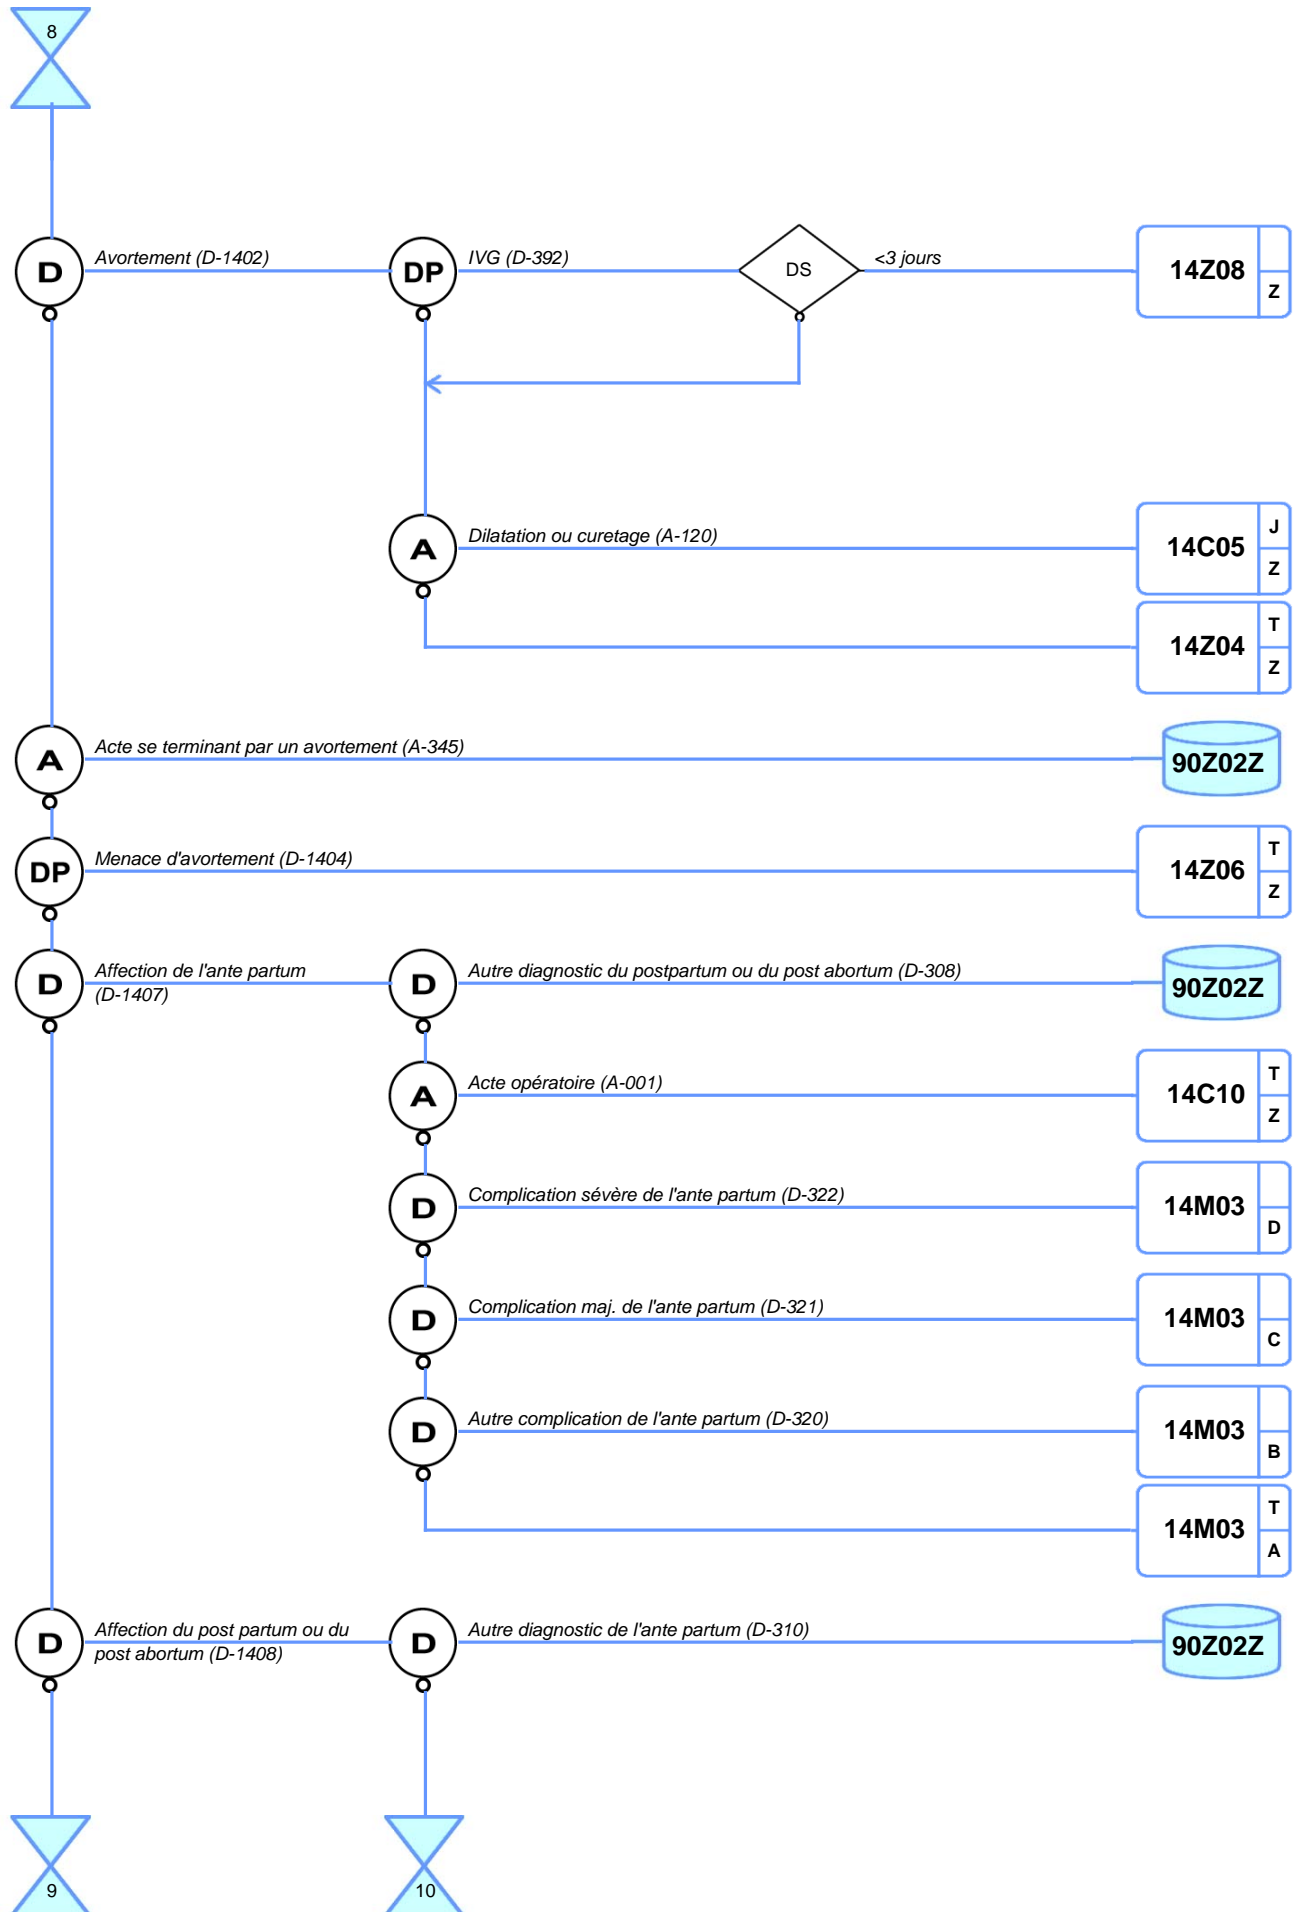 8
D
Avortement (D-1402)
DP
IVG (D-392)
DS
<3 jours
14Z08
Z
A
Dilatation ou curetage (A-120)
14C05
J
Z
14Z04
T
Z
A
Acte se terminant par un avortement (A-345)
90Z02Z
DP
Menace d'avortement (D-1404)
14Z06
T
Z
D
Affection de l'ante partum
(D-1407)
D
Autre diagnostic du postpartum ou du post abortum (D-308)
90Z02Z
A
Acte opératoire (A-001)
14C10
T
Z
D
Complication sévère de l'ante partum (D-322)
14M03
D
D
Complication maj. de l'ante partum (D-321)
14M03
C
D
Autre complication de l'ante partum (D-320)
14M03
B
14M03
T
A
D
Affection du post partum ou du
post abortum (D-1408)
D
Autre diagnostic de l'ante partum (D-310)
90Z02Z
9
10